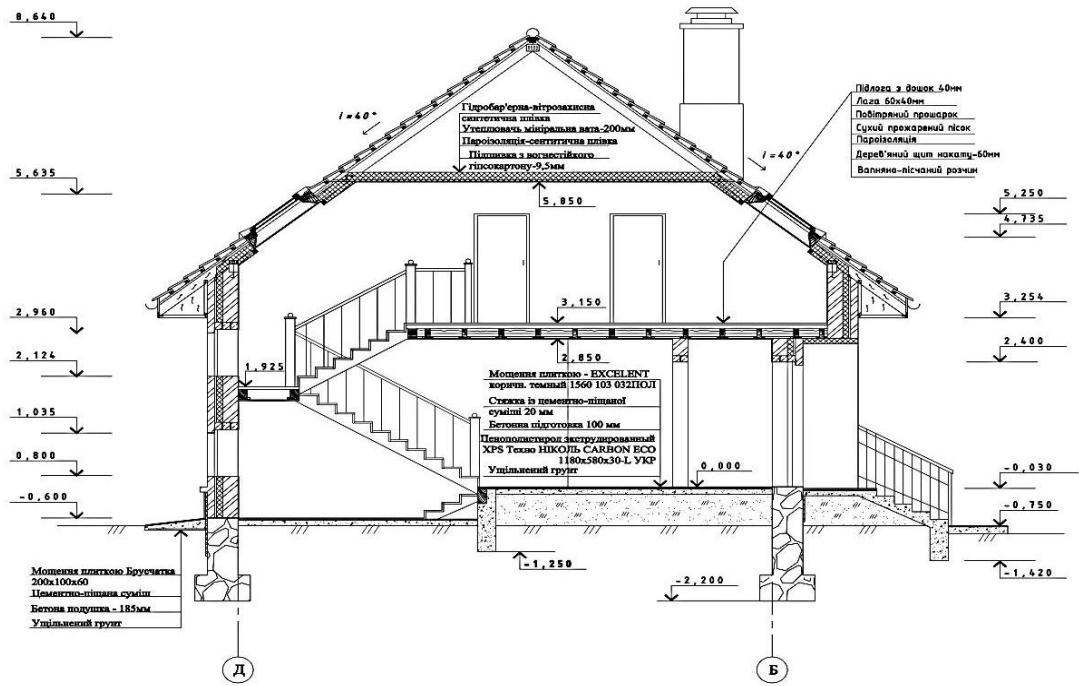 8,640
5,635
2,960
2,124
1,035
0,800
-0,600
i=40°
Гідробар'єрна-вітрозахисна
синтетична плівка
Утеплювач мініральна вата-200мм
Пароізоляція-сентитична плівка
Підшивка з вогнестійкого
гіпсокартону-9,5мм
5,850
i=40°
Підлога з дошок 40мм
Лага 60х40мм
Повітряний прошарок
Сухий прожарений пісок
Пароізоляція
Дерев'яний щит накату-60мм
Вапняно-пісчаний розчин
5,250
4,735
3,254
2,400
-0,030
-0,750
-1,420
3,150
2,850
1,925
Мощення плиткою - EXCELENT
коричн. темный 1560 103 032ПОЛ
Стяжка із цементно-піщаної
суміші 20 мм
Бетонна підготовка 100 мм
Пенополистирол экструдированный
XPS Техно НІКОЛЬ CARBON ECO
1180х580х30-L УКР
Ущільнений грунт
0,000
-1,250
-2,200
Мощення плиткою Брусчатка
200х100х60
Цементно-піщана суміш
Бетона подушка - 185мм
Ущільнений грунт
Д
Б